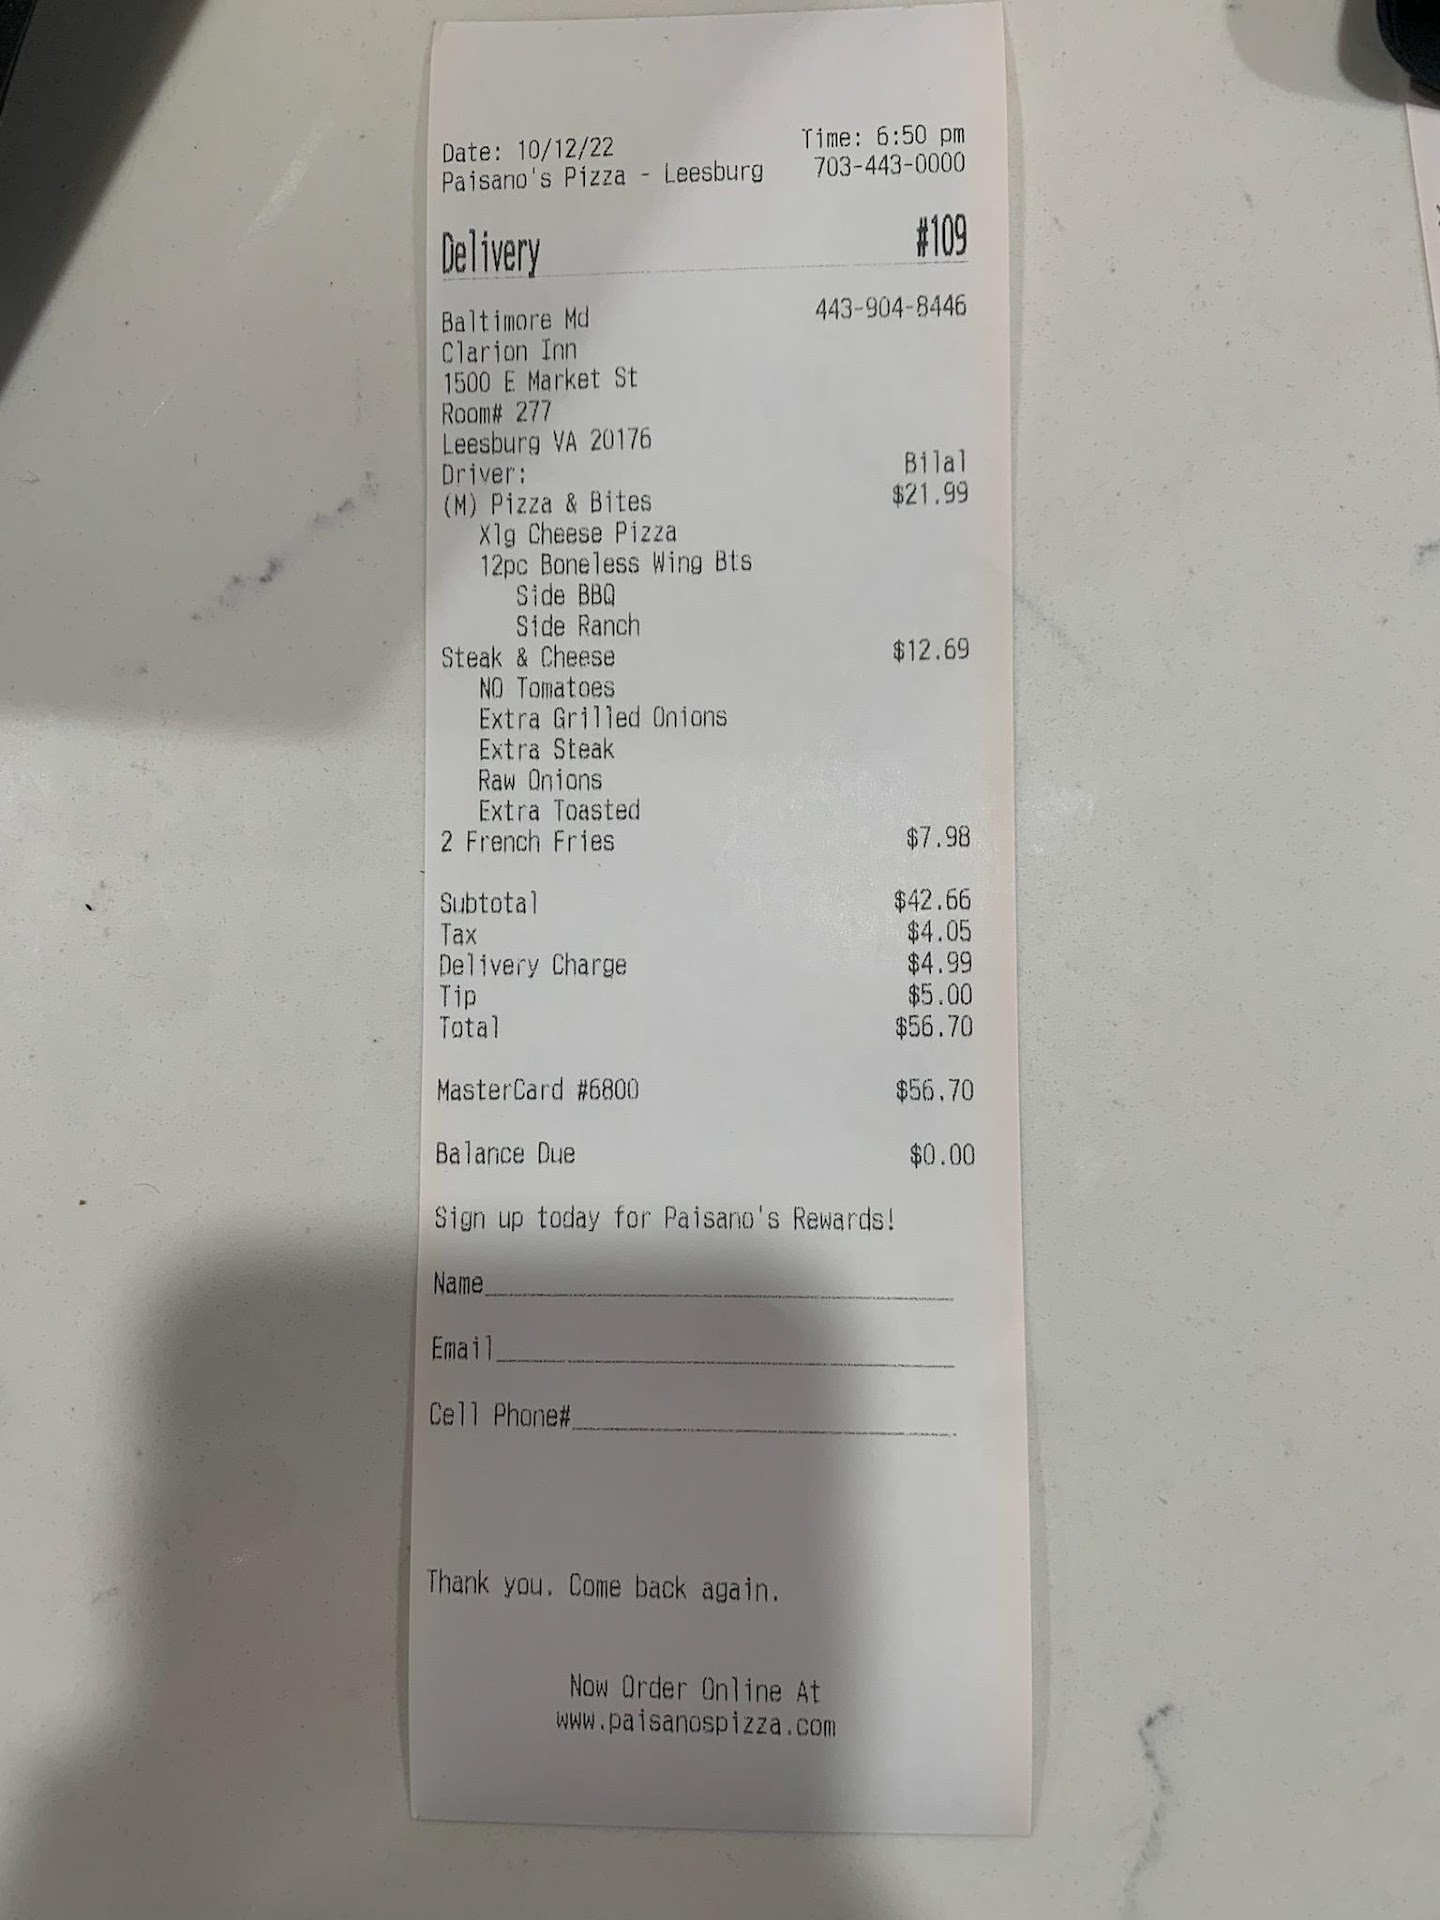 Date: 10/12/22 Time: 6:50 pm
Paisano's Pizza - Leesburg 703-443-0000
Delivery #109
Baltimore Md 443-904-8446
Clarion Inn
1500 E Market St
Room# 277
Leesburg VA 20176
Driver: Bilal
(M) Pizza & Bites $21.99
Xlg Cheese Pizza
12pc Boneless Wing Bts
Side BBQ
Side Ranch
Steak & Cheese $12.69
NO Tomatoes
Extra Grilled Onions
Extra Steak
Raw Onions
Extra Toasted
2 French Fries $7.98
Subtotal $42.66
Tax $4.05
Delivery Charge $4.99
Tip $5.00
Total $56.70
MasterCard #6800 $56.70
Balance Due $0.00
Sign up today for Paisano's Rewards!
Name
Email
Cell Phone#
Thank you. Come back again.
Now Order Online At
www.paisanospizza.com